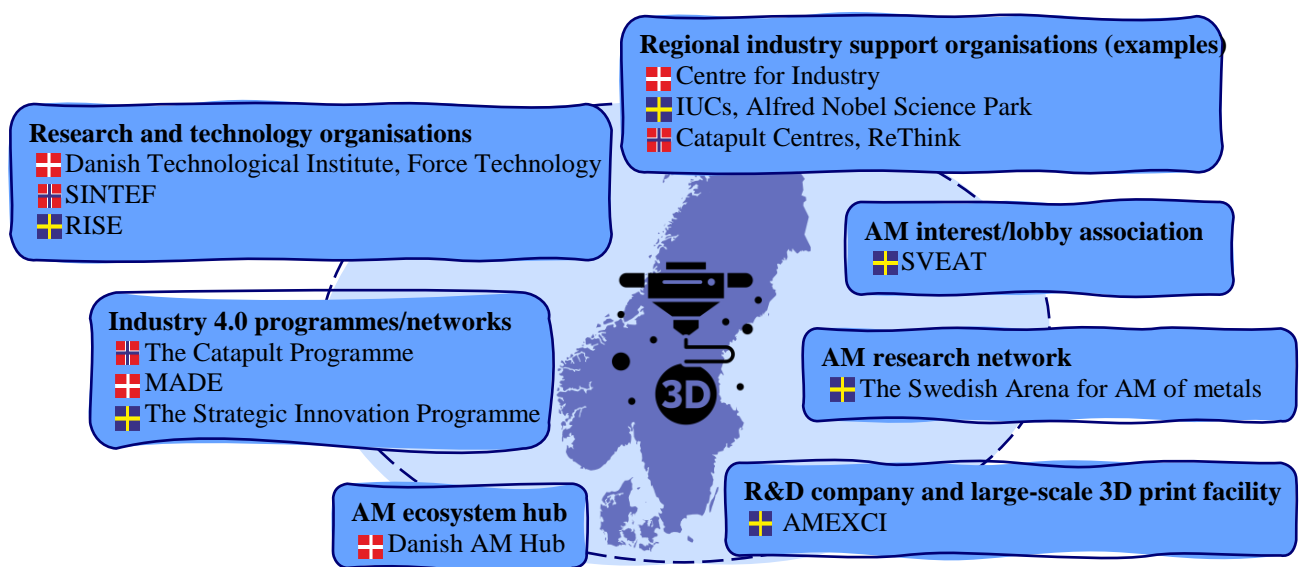 Regional industry support organisations (examples)
Centre for Industry
IUCs, Alfred Nobel Science Park
Catapult Centres, ReThink
Research and technology organisations
Danish Technological Institute, Force Technology
SINTEF
RISE
AM interest/lobby association
SVEAT
Industry 4.0 programmes/networks
The Catapult Programme
MADE
The Strategic Innovation Programme
3D
AM research network
The Swedish Arena for AM of metals
AM ecosystem hub
Danish AM Hub
R&D company and large-scale 3D print facility
AMEXCI